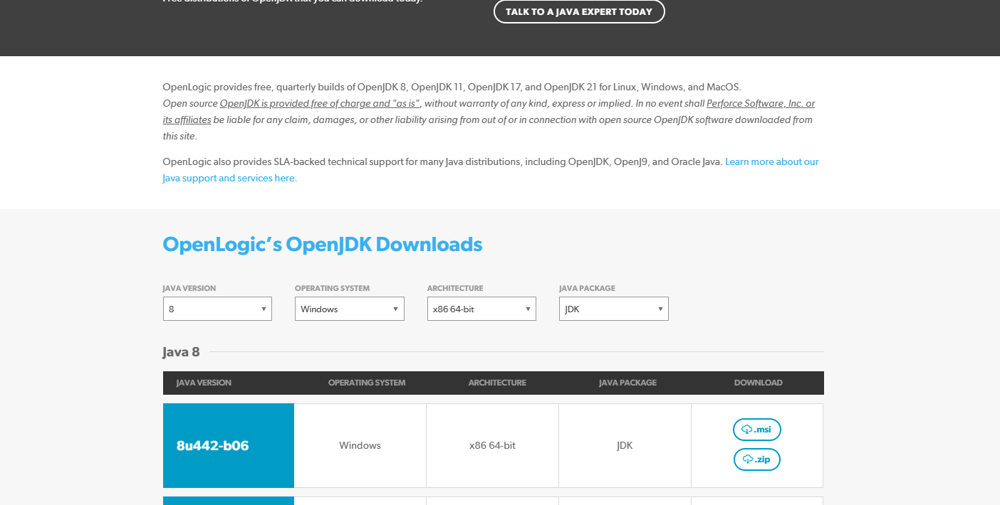 Free distributions of OpenJDK that you can download today.
TALK TO A JAVA EXPERT TODAY
OpenLogic provides free, quarterly builds of OpenJDK 8, OpenJDK 11, OpenJDK 17, and OpenJDK 21 for Linux, Windows, and MacOS.
Open source OpenJDK is provided free of charge and "as is", without warranty of any kind, express or implied. In no event shall Perforce Software, Inc. or
its affiliates be liable for any claim, damages, or other liability arising from out of or in connection with open source OpenJDK software downloaded from
this site.
OpenLogic also provides SLA-backed technical support for many Java distributions, including OpenJDK, OpenJ9, and Oracle Java. Learn more about our
Java support and services here.
OpenLogic's OpenJDK Downloads
JAVA VERSION OPERATING SYSTEM ARCHITECTURE JAVA PACKAGE
8 Windows x86 64-bit JDK
Java 8
JAVA VERSION OPERATING SYSTEM ARCHITECTURE JAVA PACKAGE DOWNLOAD
.msi
8u442-b06 Windows x86 64-bit JDK
.zip